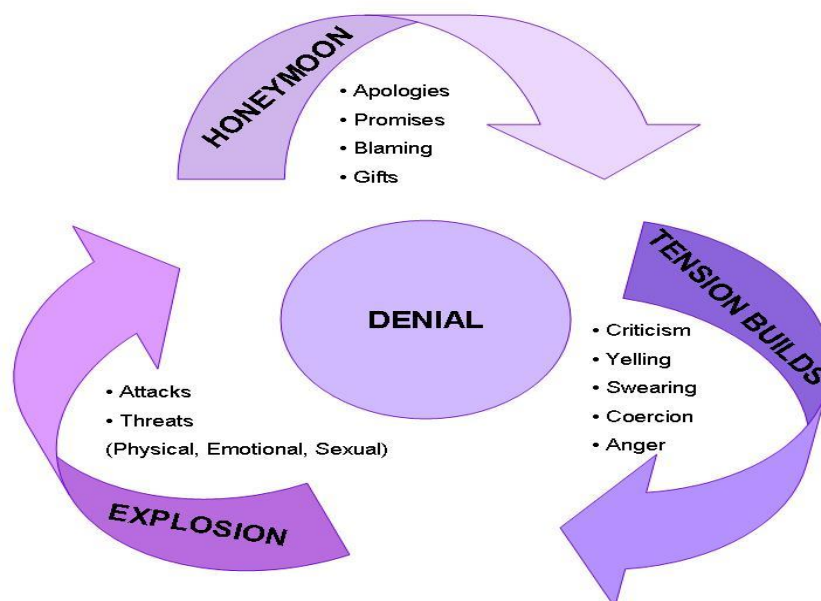 HONEYMOON
• Apologies
• Promises
• Blaming
• Gifts
TENSION BUILDS
• Criticism
• Yelling
• Swearing
• Coercion
• Anger
DENIAL
• Attacks
• Threats
(Physical, Emotional, Sexual)
EXPLOSION